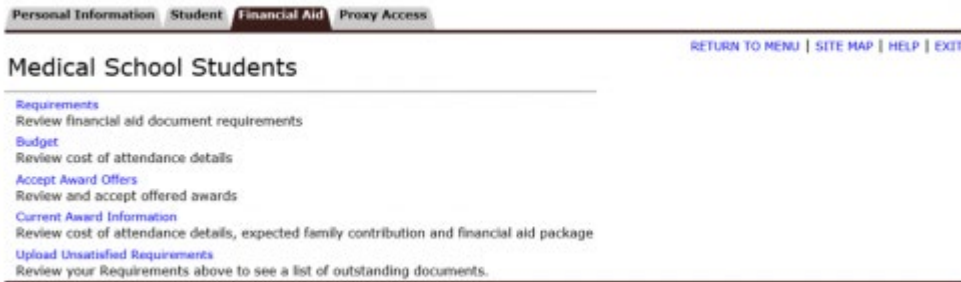 Personal Information Student Financial Aid Proxy Access
RETURN TO MENU | SITE MAP | HELP | EXIT
Medical School Students
Requirements
Review financial aid document requirements
Budget
Review cost of attendance details
Accept Award Offers
Review and accept offered awards
Current Award Information
Review cost of attendance details, expected family contribution and financial aid package
Upload Unsatisfied Requirements
Review your Requirements above to see a list of outstanding documents.